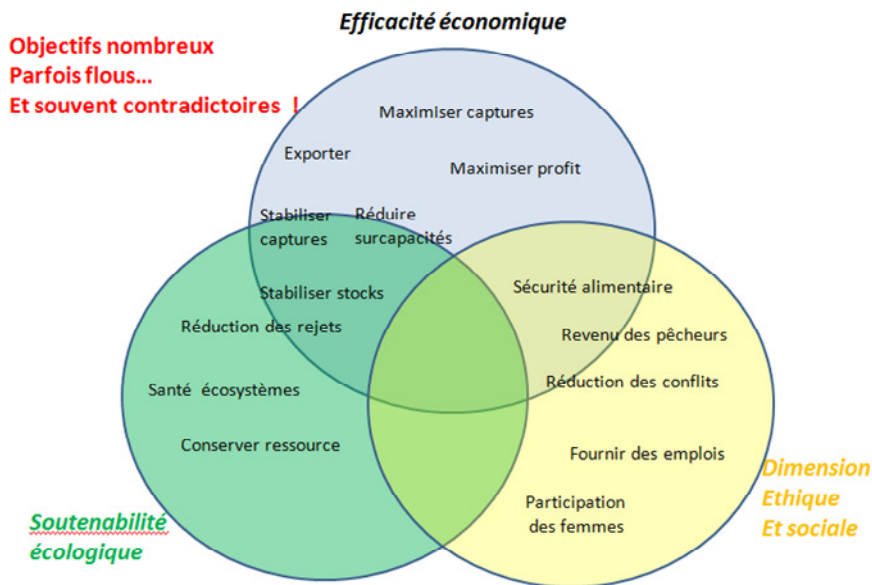 Efficacité économique
Objectifs nombreux
Parfois flous...
Et souvent contradictoires !
Maximiser captures
Exporter
Maximiser profit
Stabiliser
captures
Réduire
surcapacités
Stabiliser stocks
Sécurité alimentaire
Réduction des rejets
Revenu des pêcheurs
Santé écosystèmes
Réduction des conflits
Conserver ressource
Fournir des emplois
Participation
des femmes
Dimension
Ethique
Et sociale
Soutenabilité
écologique